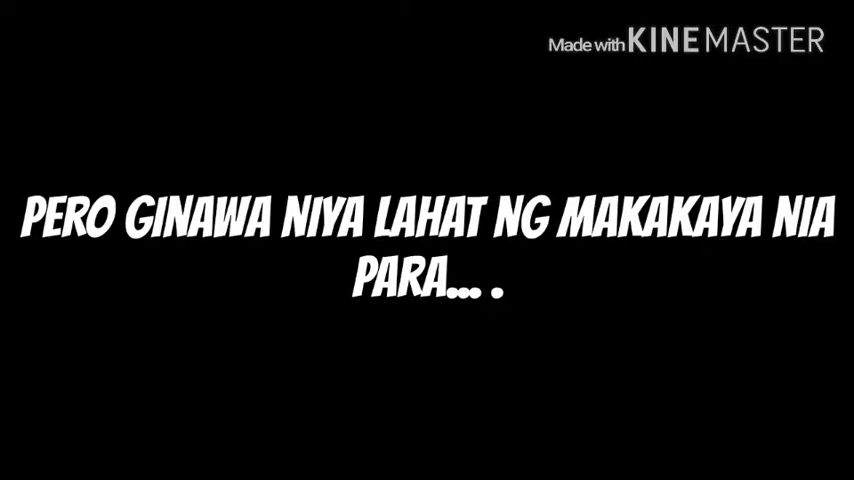 Made with KINEMASTER
PERO GINAWA NIYA LAHAT NG MAKAKAYA NIA
PARA... .